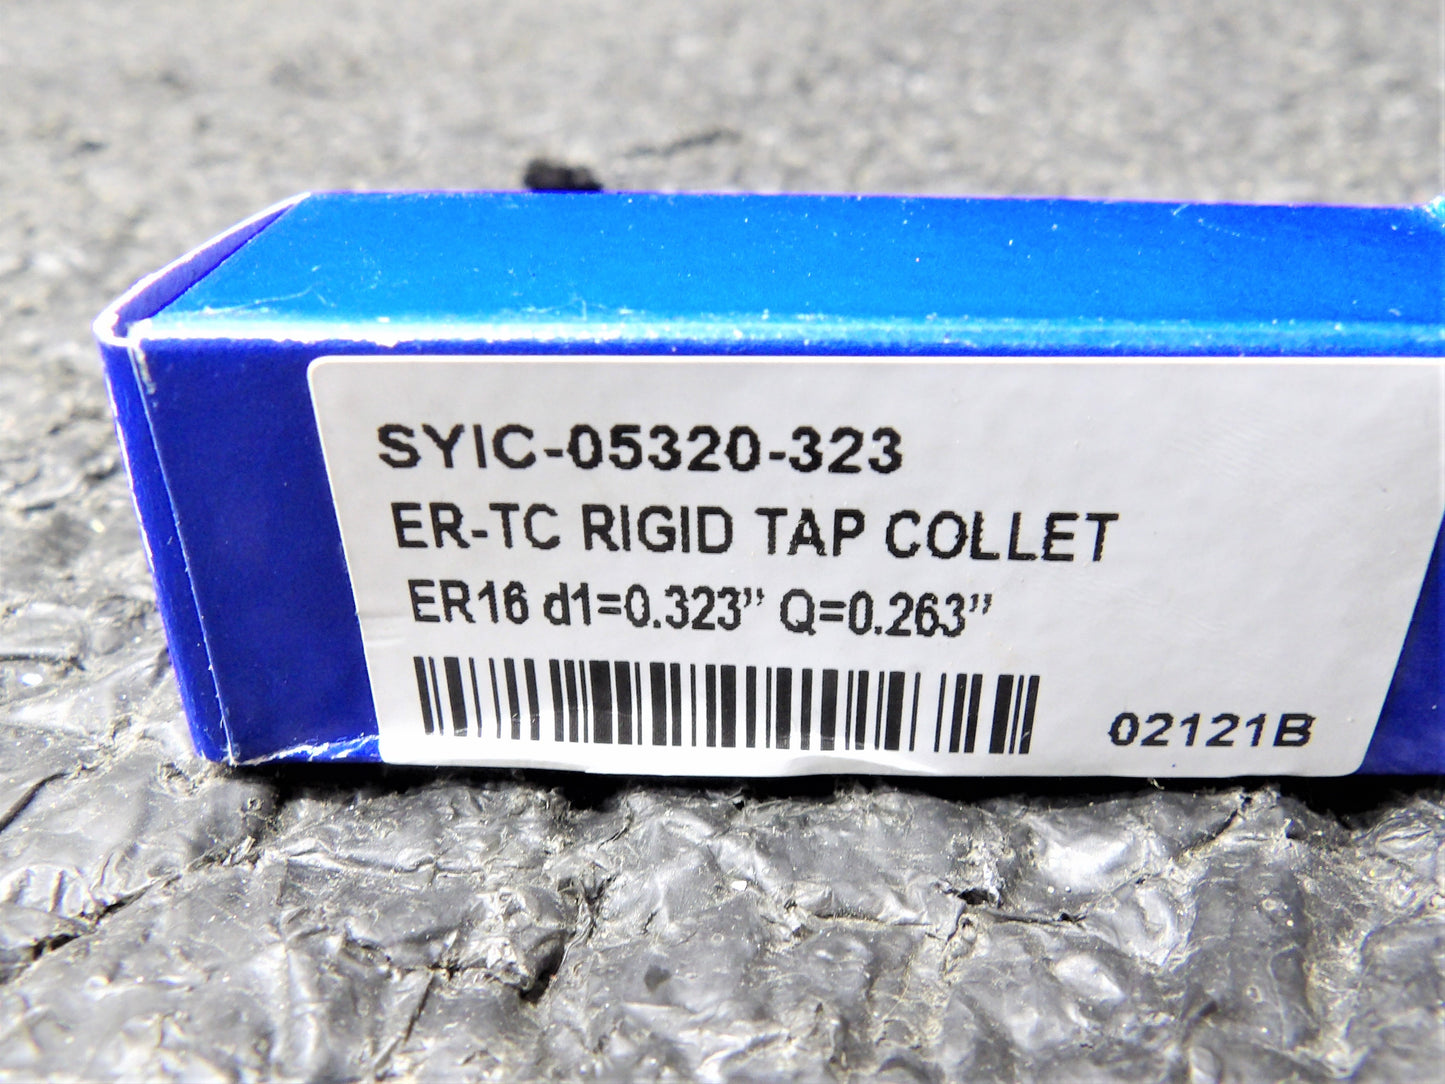 SYIC-05320-323
ER-TC RIGID TAP COLLET
ER16 d1=0.323” Q=0.263”
02121B